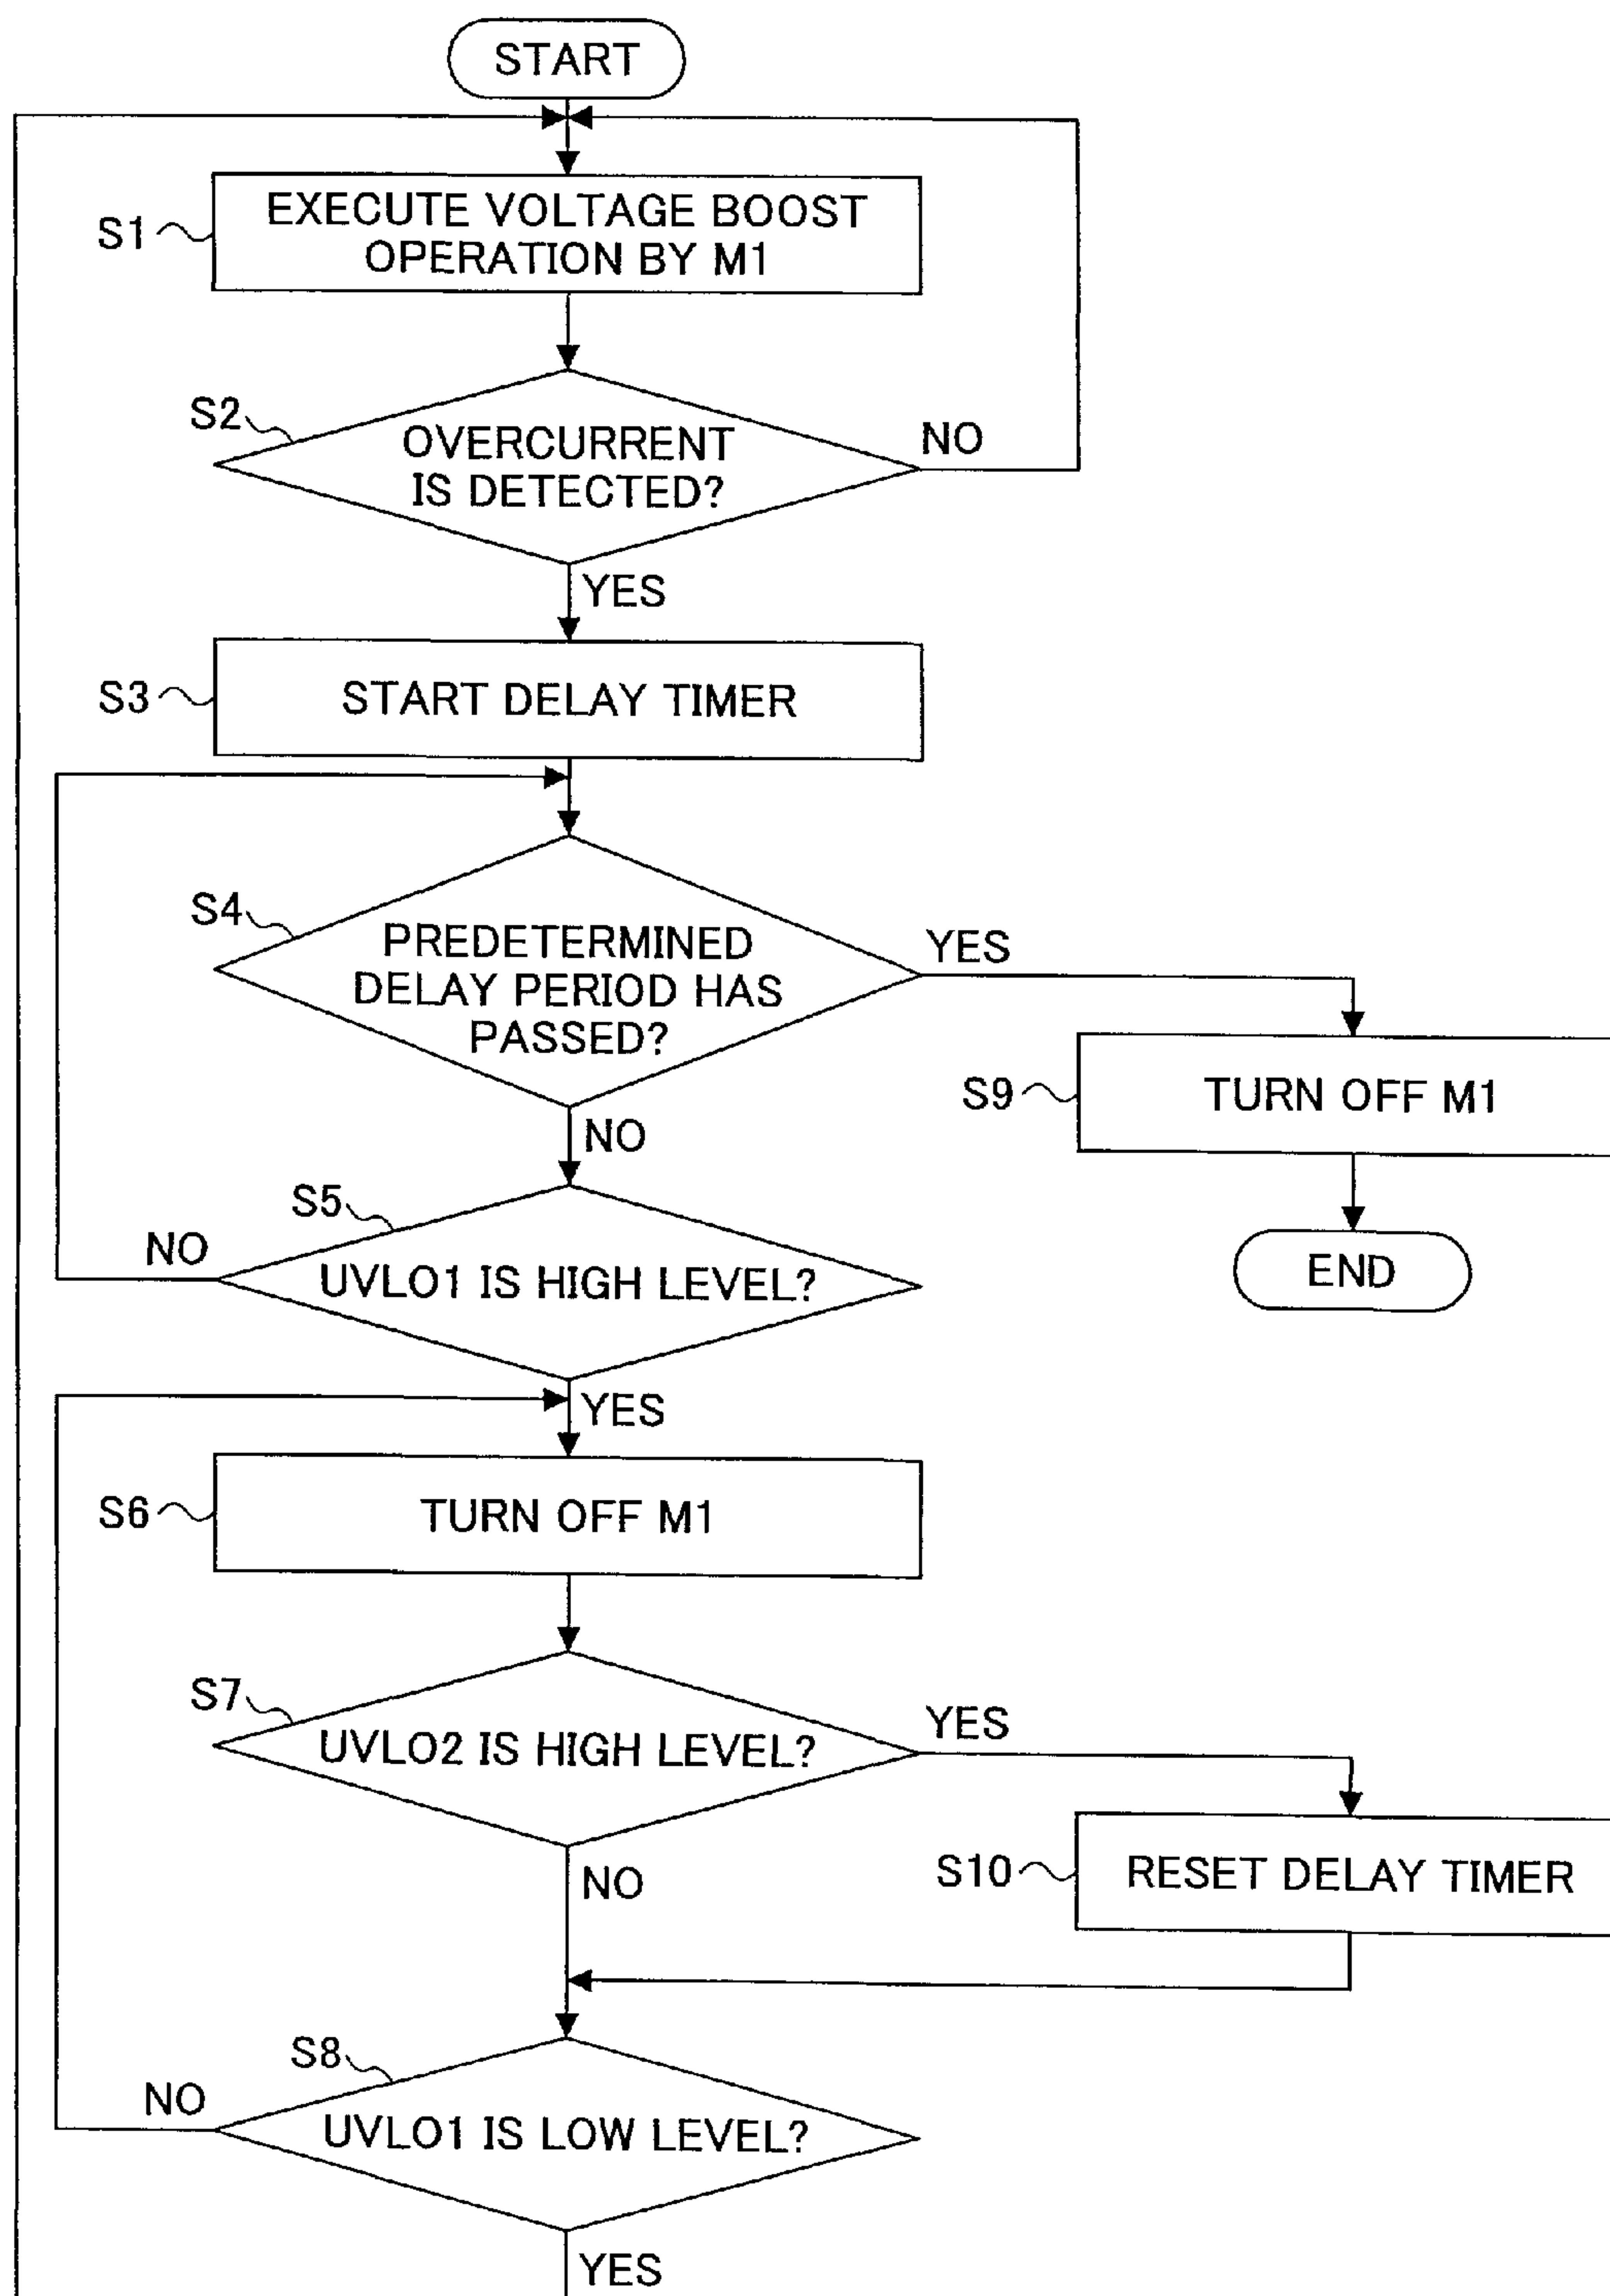 START
S1
EXECUTE VOLTAGE BOOST
OPERATION BY M1
S2
OVERCURRENT
IS DETECTED?
NO
YES
S3
START DELAY TIMER
S4
PREDETERMINED
DELAY PERIOD HAS
PASSED?
YES
NO
S9
TURN OFF M1
END
S5
NO
UVLO1 IS HIGH LEVEL?
YES
S6
TURN OFF M1
S7
UVLO2 IS HIGH LEVEL?
YES
NO
S10
RESET DELAY TIMER
S8
NO
UVLO1 IS LOW LEVEL?
YES